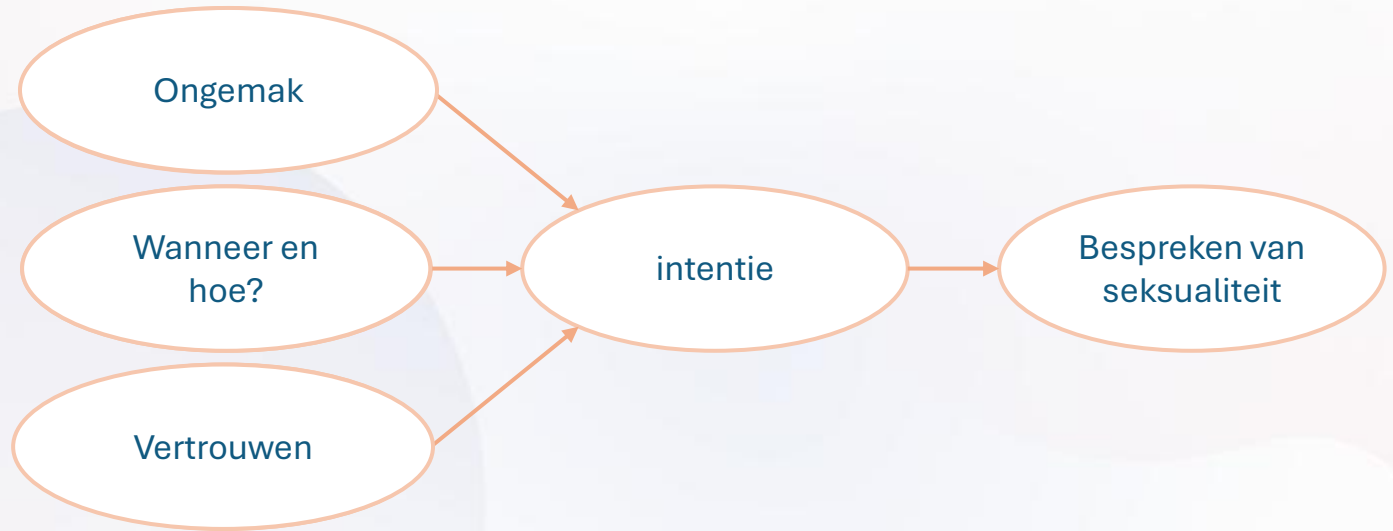 Ongemak
Wanneer en
hoe?
Vertrouwen
intentie
Bespreken van
seksualiteit